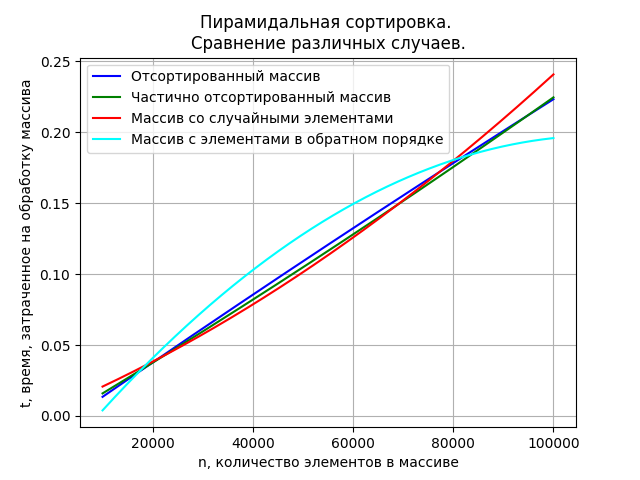 Пирамидальная сортировка.
Сравнение различных случаев.
t, время, затраченное на обработку массива
0.25
0.20
0.15
0.10
0.05
0.00
Отсортированный массив
Частично отсортированный массив
Массив со случайными элементами
Массив с элементами в обратном порядке
20000 40000 60000 80000 100000
n, количество элементов в массиве